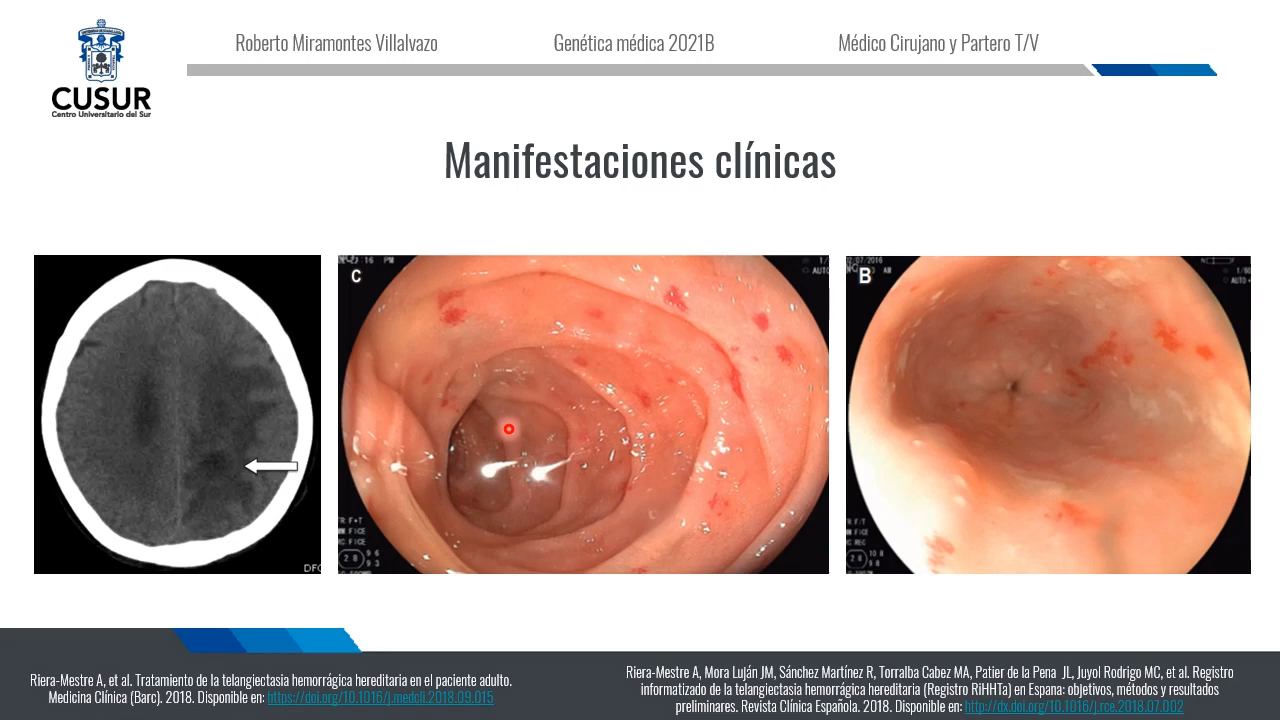 Roberto Miramontes Villalvazo
Genética médica 2021B
Médico Cirujano y Partero T/V
CUSUR
Centro Universitario del Sur
Manifestaciones clínicas
C
B
Riera-Mestre A, et al. Tratamiento de la telangiectasia hemorrágica hereditaria en el paciente adulto.
Medicina Clínica (Barc). 2018. Disponible en: https://doi.org/10.1016/j.medcli.2018.09.015
Riera-Mestre A, Mora Luján JM, Sánchez Martínez R, Torralba Cabez MA, Patier de la Pena JL, Juyol Rodrigo MC, et al. Registro
informatizado de la telangiectasia hemorrágica hereditaria (Registro RiHHTa) en Espana: objetivos, métodos y resultados
preliminares. Revista Clínica Española. 2018. Disponible en: http://dx.doi.org/10.1016/j.rce.2018.07.002